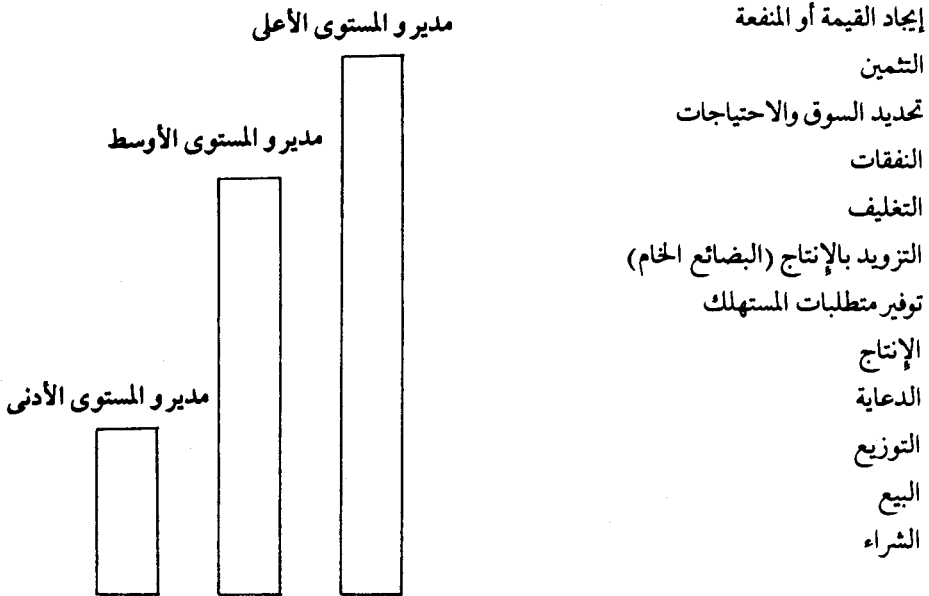 إيجاد القيمة أو المنفعة
مديرو المستوى الأعلى
التثمين
تحديد السوق والاحتياجات
مديرو المستوى الأوسط
النفقات
التغليف
التزويد بالإنتاج (البضائع الخام)
توفير متطلبات المستهلك
الإنتاج
الدعاية
مديرو المستوى الأدنى
التوزيع
البيع
الشراء